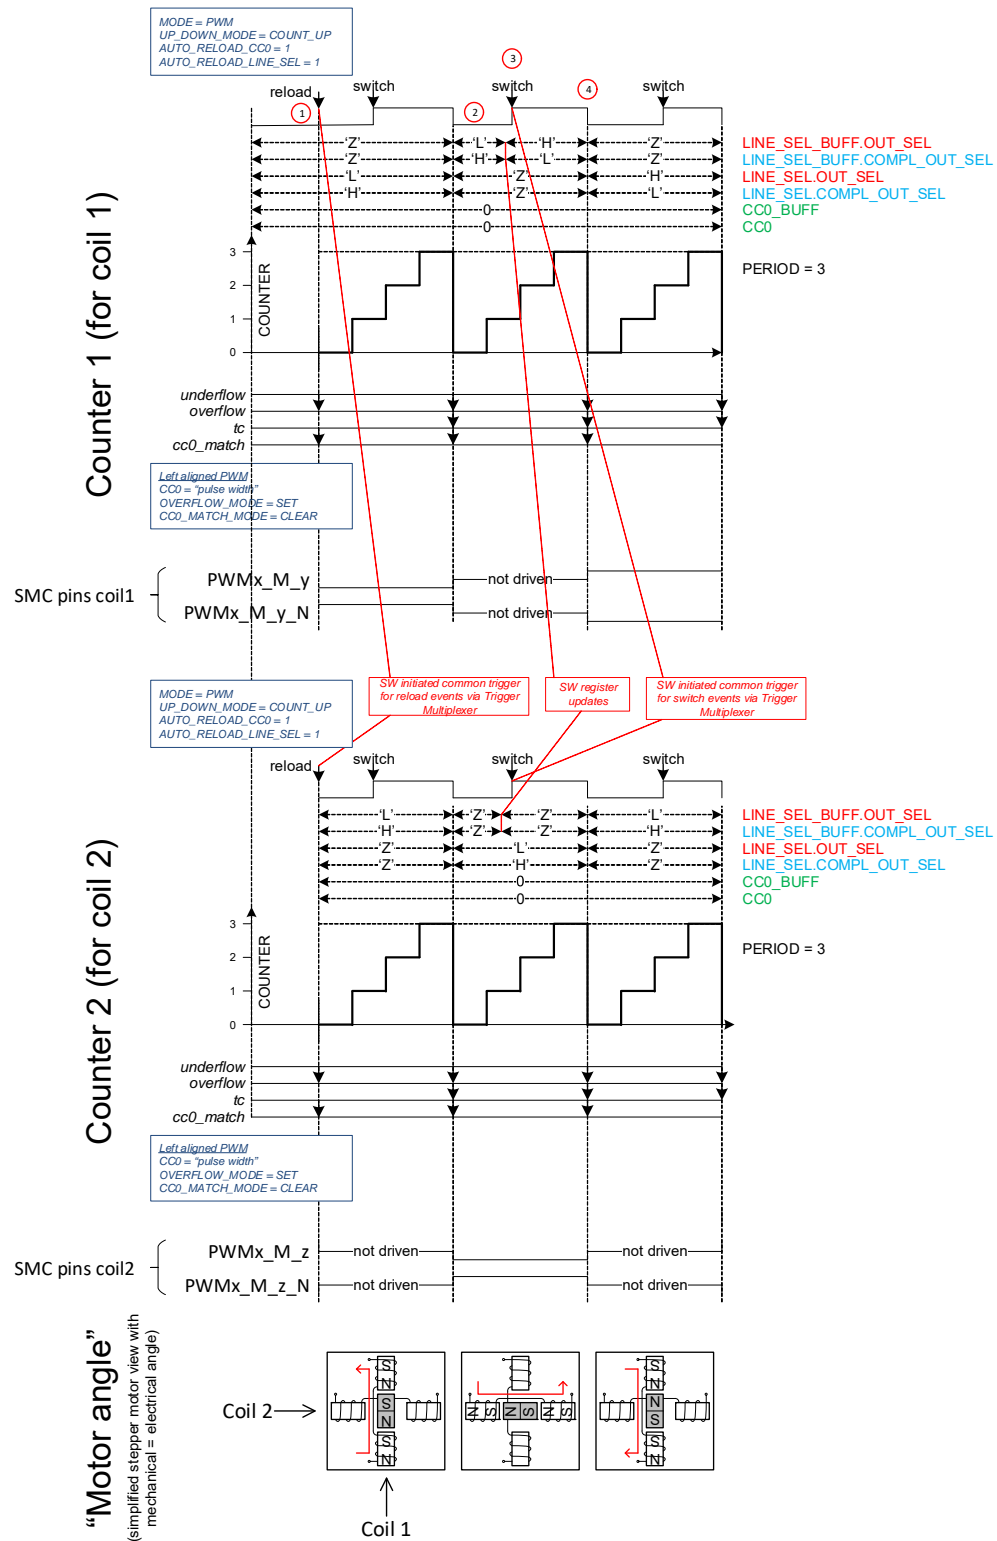 MODE = PWM
UP_DOWN_MODE = COUNT_UP
AUTO_RELOAD_CC0 = 1
AUTO_RELOAD_LINE_SEL = 1
3
4
reload
switch
switch
switch
1
2
‘Z’
‘L’
‘H’
‘Z’
LINE_SEL_BUFF.OUT_SEL
‘Z’
‘H’
‘L’
‘Z’
LINE_SEL_BUFF.COMPL_OUT_SEL
‘L’
‘Z’
‘H’
LINE_SEL.OUT_SEL
‘H’
‘Z’
‘L’
LINE_SEL.COMPL_OUT_SEL
0
CC0_BUFF
0
CC0
Counter 1 (for coil 1)
COUNTER
3
2
1
0
PERIOD = 3
underflow
overflow
tc
cc0_match
Left aligned PWM
CC0 = “pulse width”
OVERFLOW_MODE = SET
CC0_MATCH_MODE = CLEAR
SMC pins coil1
PWMx_M_y
not driven
PWMx_M_y_N
not driven
SW initiated common trigger
for reload events via Trigger
Multiplexer
SW register
updates
SW initiated common trigger
for switch events via Trigger
Multiplexer
MODE = PWM
UP_DOWN_MODE = COUNT_UP
AUTO_RELOAD_CC0 = 1
AUTO_RELOAD_LINE_SEL = 1
reload
switch
switch
switch
‘L’
‘Z’
‘Z’
‘L’
LINE_SEL_BUFF.OUT_SEL
‘H’
‘Z’
‘Z’
‘H’
LINE_SEL_BUFF.COMPL_OUT_SEL
‘Z’
‘L’
‘Z’
LINE_SEL.OUT_SEL
‘Z’
‘H’
‘Z’
LINE_SEL.COMPL_OUT_SEL
0
CC0_BUFF
0
CC0
Counter 2 (for coil 2)
COUNTER
3
2
1
0
PERIOD = 3
underflow
overflow
tc
cc0_match
Left aligned PWM
CC0 = “pulse width”
OVERFLOW_MODE = SET
CC0_MATCH_MODE = CLEAR
SMC pins coil2
PWMx_M_z
not driven
not driven
PWMx_M_z_N
not driven
not driven
“Motor angle”
(simplified stepper motor view with
mechanical = electrical angle)
Coil 2
S
N
S
N
S
N
N S N S N S
S
N
N
S
S
N
Coil 1